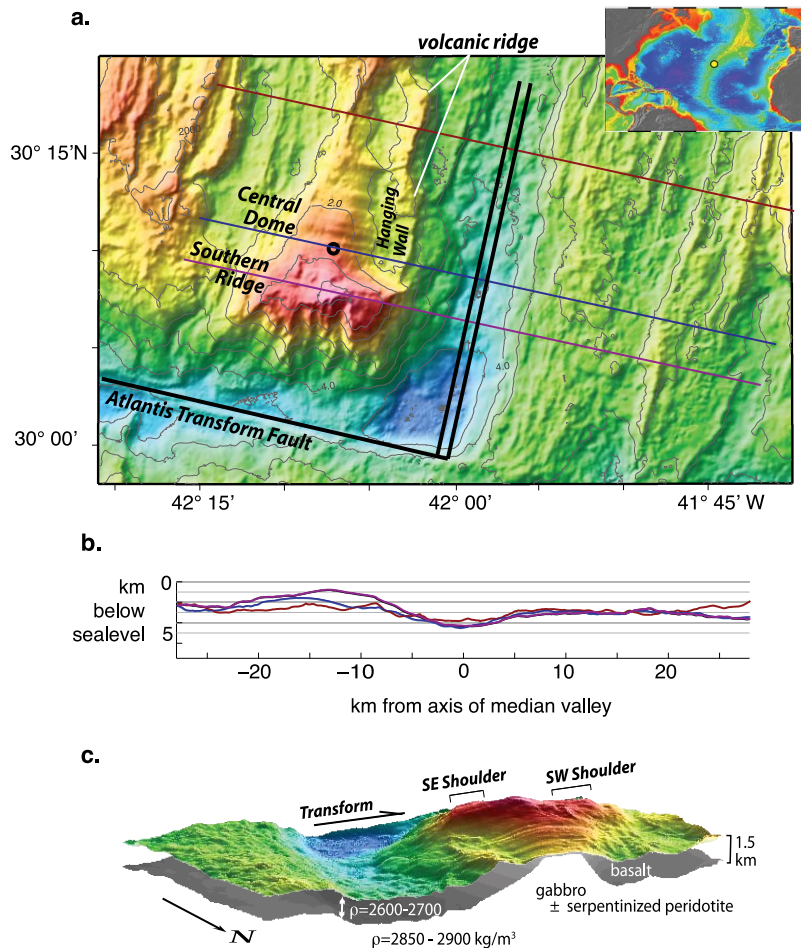 a.
volcanic ridge
2000
30° 15'N
Central
Dome
2.0
Hanging
Wall
Southern
Ridge
4.0
4.0
Atlantis Transform Fault
30° 00'
42° 15'
42° 00'
41° 45' W
b.
km
below
sealevel
0
5
−20
−10
0
10
20
km from axis of median valley
c.
SE Shoulder
SW Shoulder
Transform
1.5
km
basalt
gabbro
± serpentinized peridotite
ρ=2600-2700
N
ρ=2850 - 2900 kg/m³